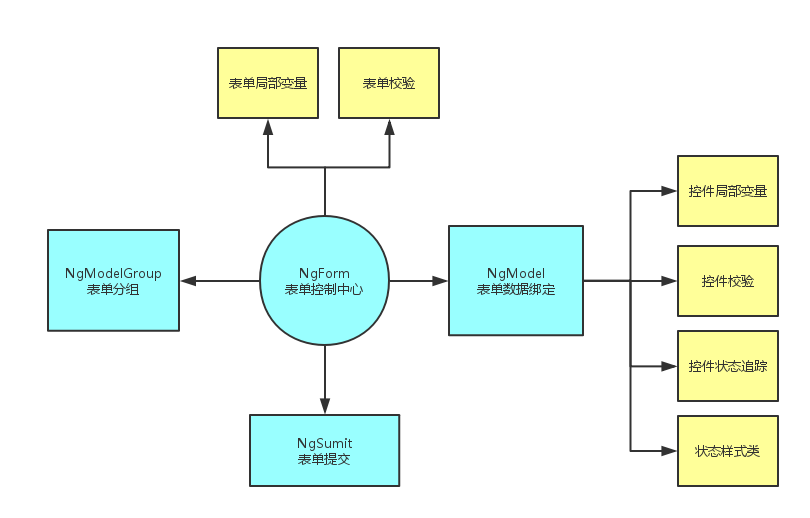 表单局部变量
表单校验
控件局部变量
NgModelGroup
表单分组
NgForm
表单控制中心
NgModel
表单数据绑定
控件校验
控件状态追踪
NgSumit
表单提交
状态样式类